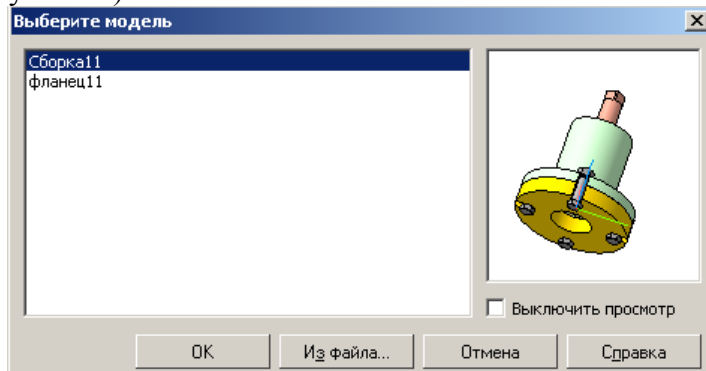 Выберите модель
Сборка11
фланец11
Выключить просмотр
OK
Из файла...
Отмена
Справка